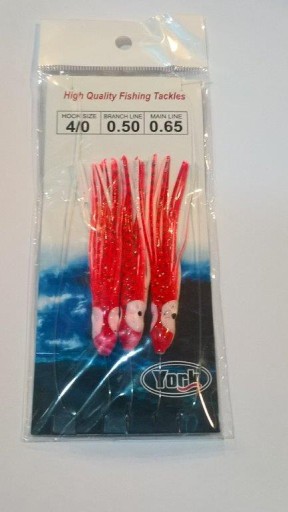 High Quality Fishing Tackles
HOOK SIZE BRANCH LINE MAIN LINE
4/0 0.50 0.65
York